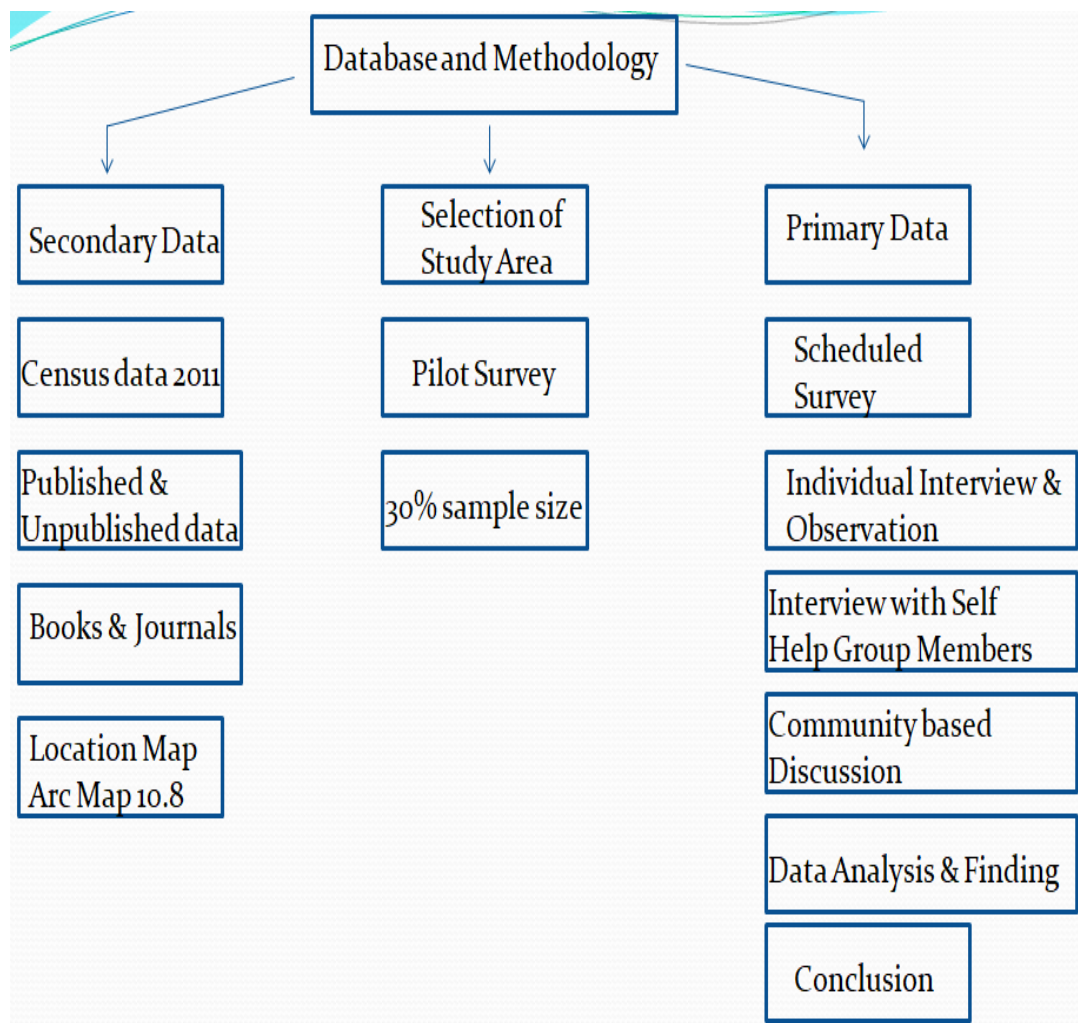 Database and Methodology
Secondary Data
Census data 2011
Published &
Unpublished data
Books & Journals
Location Map
Arc Map 10.8
Selection of
Study Area
Pilot Survey
30% sample size
Primary Data
Scheduled
Survey
Individual Interview &
Observation
Interview with Self
Help Group Members
Community based
Discussion
Data Analysis & Finding
Conclusion